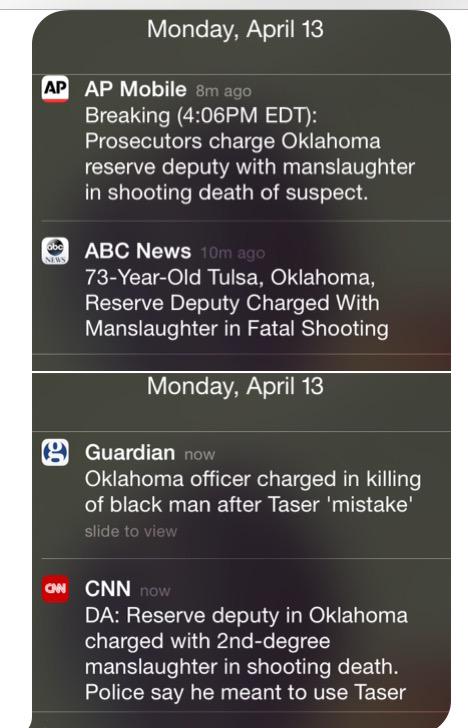 Monday, April 13
AP AP Mobile 8m ago
Breaking (4:06PM EDT):
Prosecutors charge Oklahoma
reserve deputy with manslaughter
in shooting death of suspect.
abc NEWS ABC News 10m ago
73-Year-Old Tulsa, Oklahoma,
Reserve Deputy Charged With
Manslaughter in Fatal Shooting
Monday, April 13
g Guardian now
Oklahoma officer charged in killing
of black man after Taser 'mistake'
slide to view
CNN CNN now
DA: Reserve deputy in Oklahoma
charged with 2nd-degree
manslaughter in shooting death.
Police say he meant to use Taser